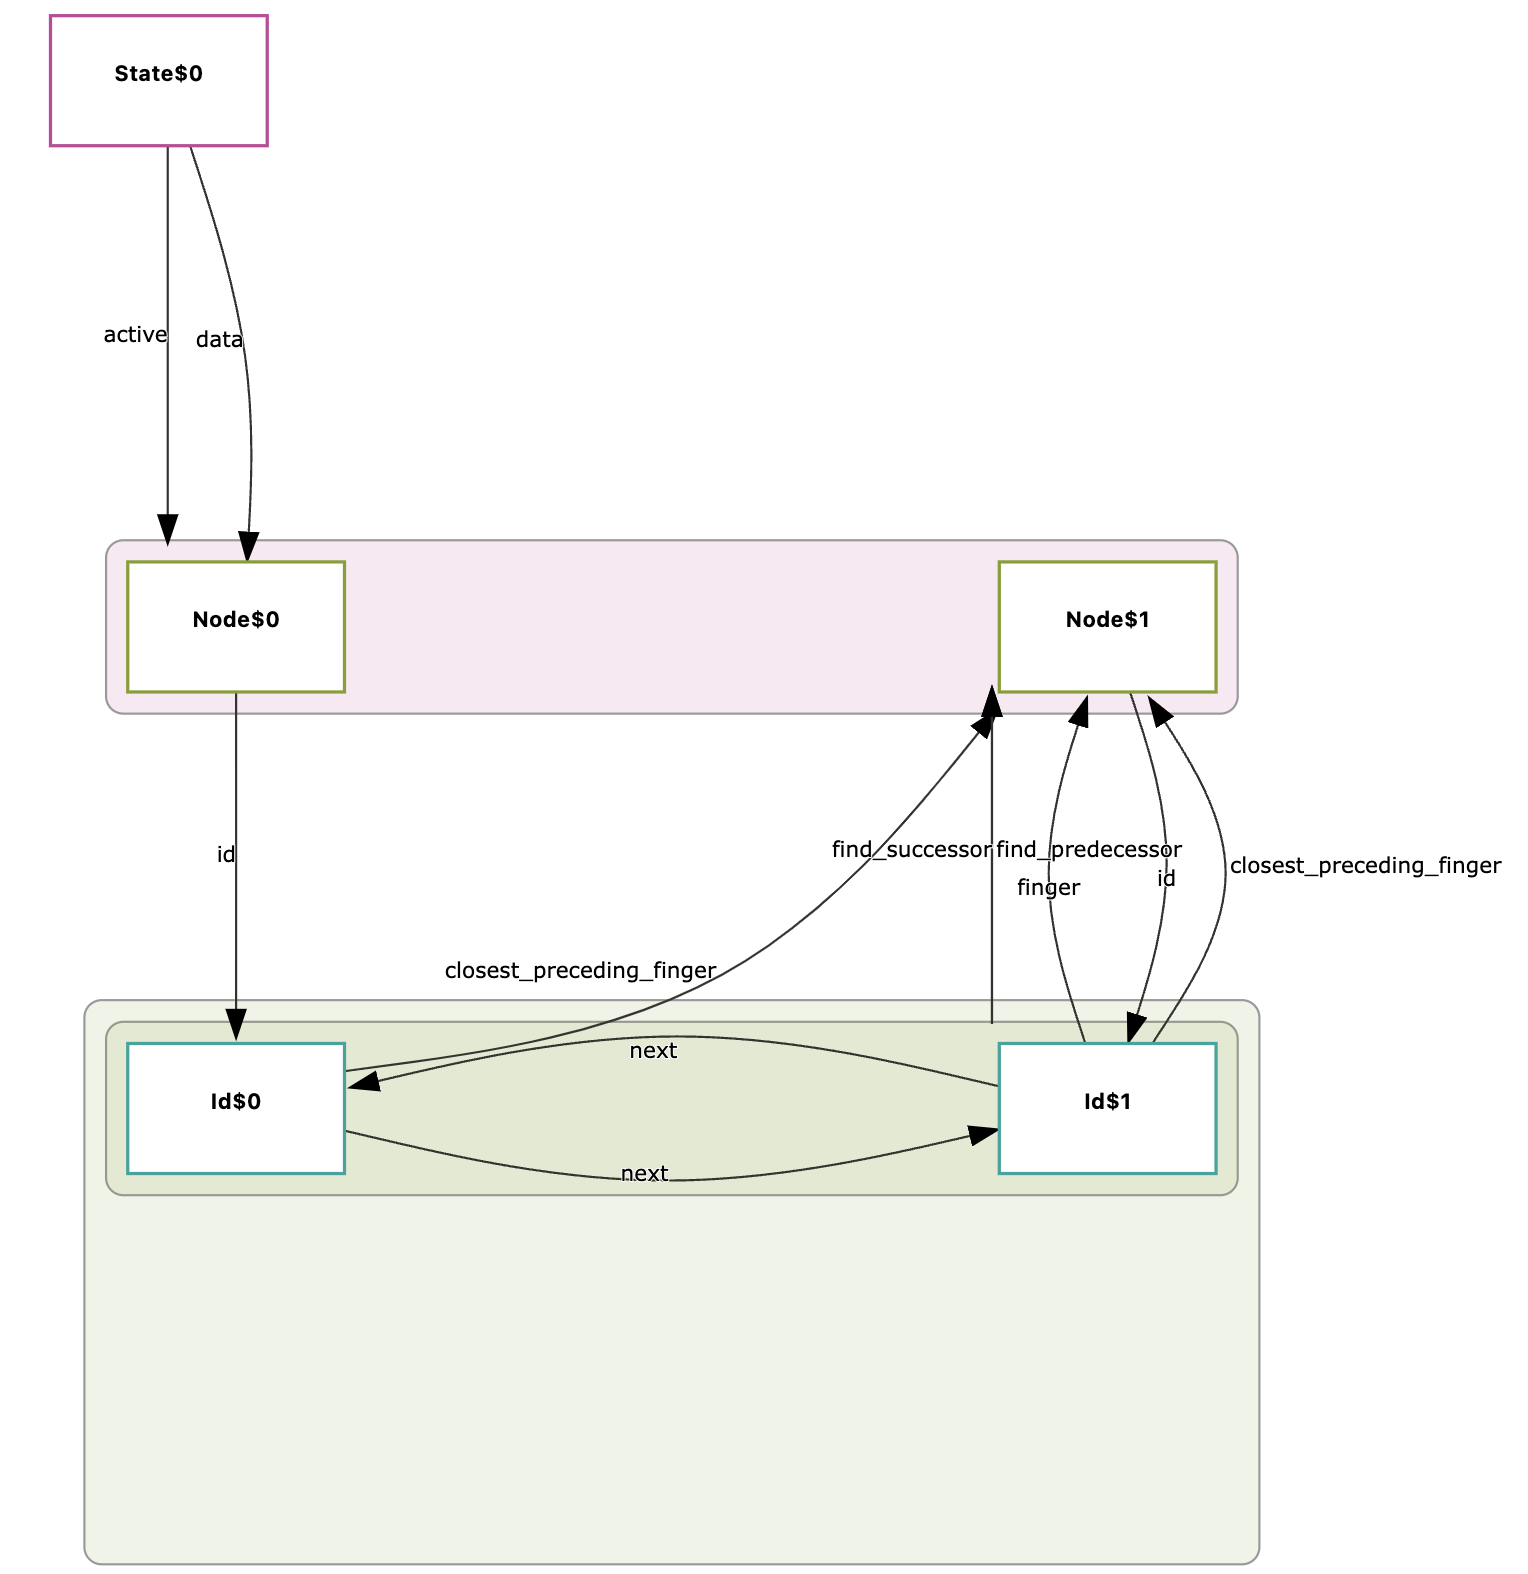 State$0
active
data
Node$0
Node$1
id
find_successor
find_predecessor
finger
id
closest_preceding_finger
closest_preceding_finger
next
Id$0
Id$1
next